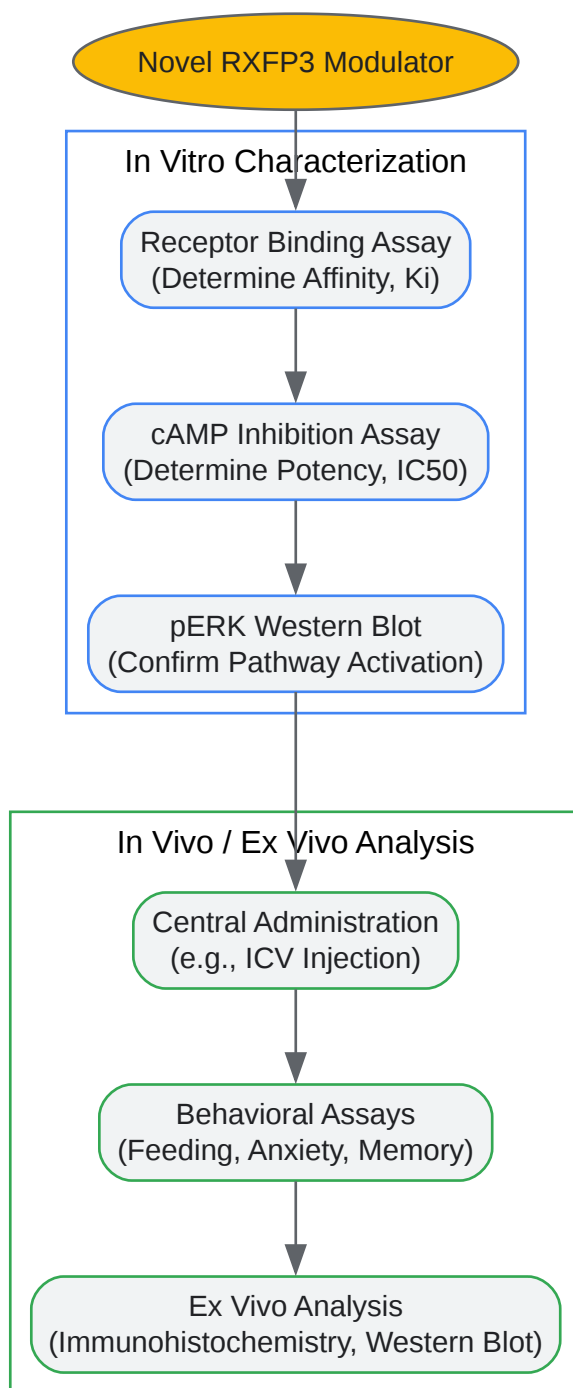 Novel RXFP3 Modulator
In Vitro Characterization
Receptor Binding Assay
(Determine Affinity, Ki)
cAMP Inhibition Assay
(Determine Potency, IC50)
pERK Western Blot
(Confirm Pathway Activation)
In Vivo / Ex Vivo Analysis
Central Administration
(e.g., ICV Injection)
Behavioral Assays
(Feeding, Anxiety, Memory)
Ex Vivo Analysis
(Immunohistochemistry, Western Blot)